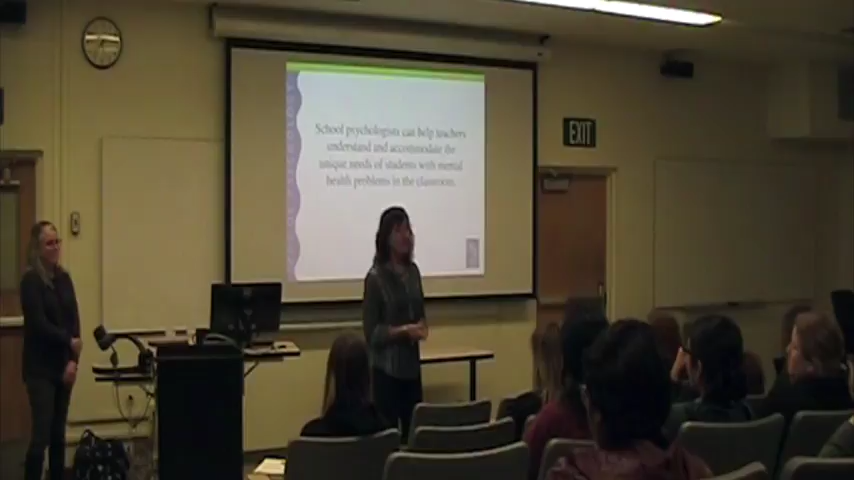 School psychologists can help teachers
understand and accommodate the
unique needs of students with mental
health problems in the classroom.
EXIT